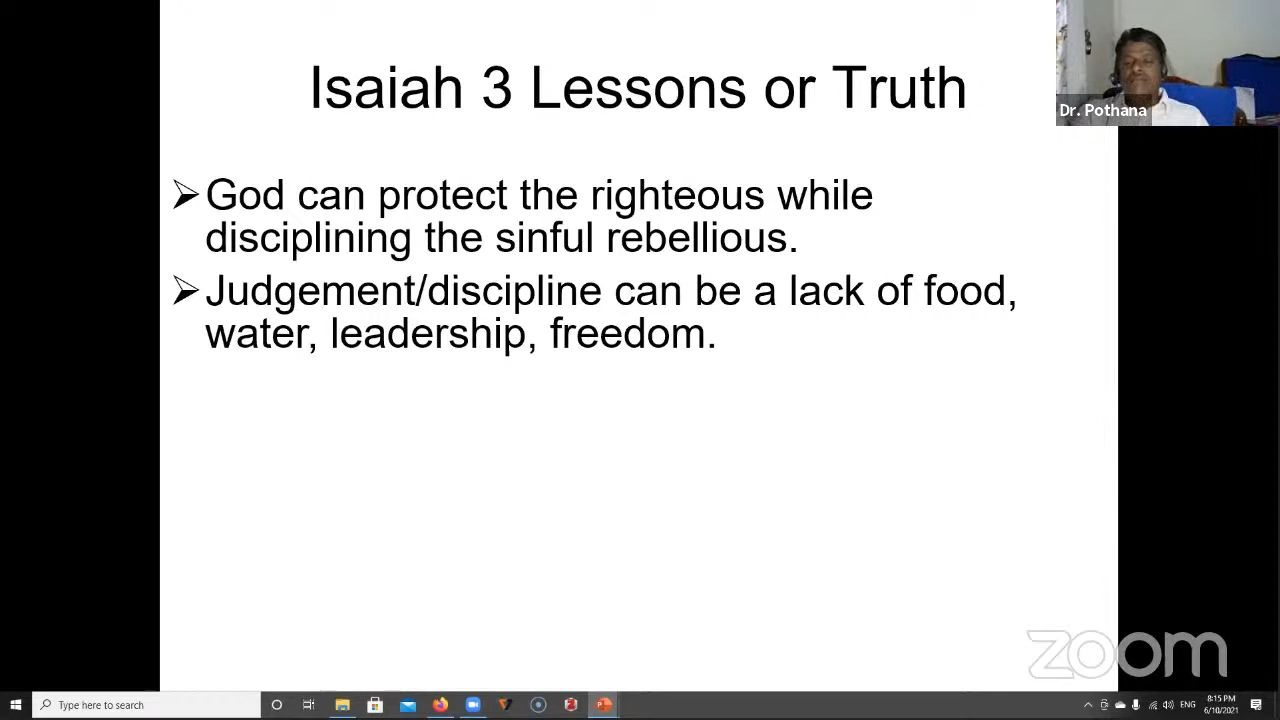 Isaiah 3 Lessons or Truth
Dr. Pothana
God can protect the righteous while
disciplining the sinful rebellious.
Judgement/discipline can be a lack of food,
water, leadership, freedom.
zoom
Type here to search
ENG
8:15 PM
6/10/2021